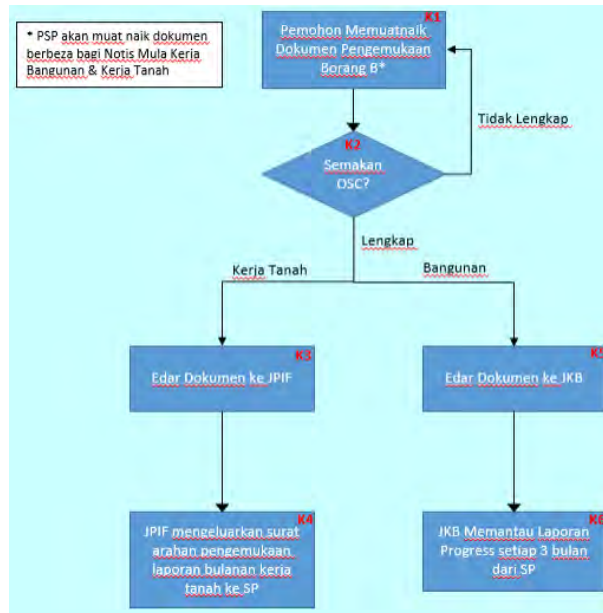 * PSP akan muat naik dokumen
berbeza bagi Notis Mula Kerja
Bangunan & Kerja Tanah
K1
Pemohon Memuatnaik
Dokumen Pengemukaan
Borang B*
Tidak Lengkap
K2
Semakan
OSC?
Lengkap
Kerja Tanah
Bangunan
K3
Edar Dokumen ke JPIF
K5
Edar Dokumen ke JKB
K4
JPIF mengeluarkan surat
arahan pengemukaan
laporan bulanan kerja
tanah ke SP
K6
JKB Memantau Laporan
Progress setiap 3 bulan
dari SP